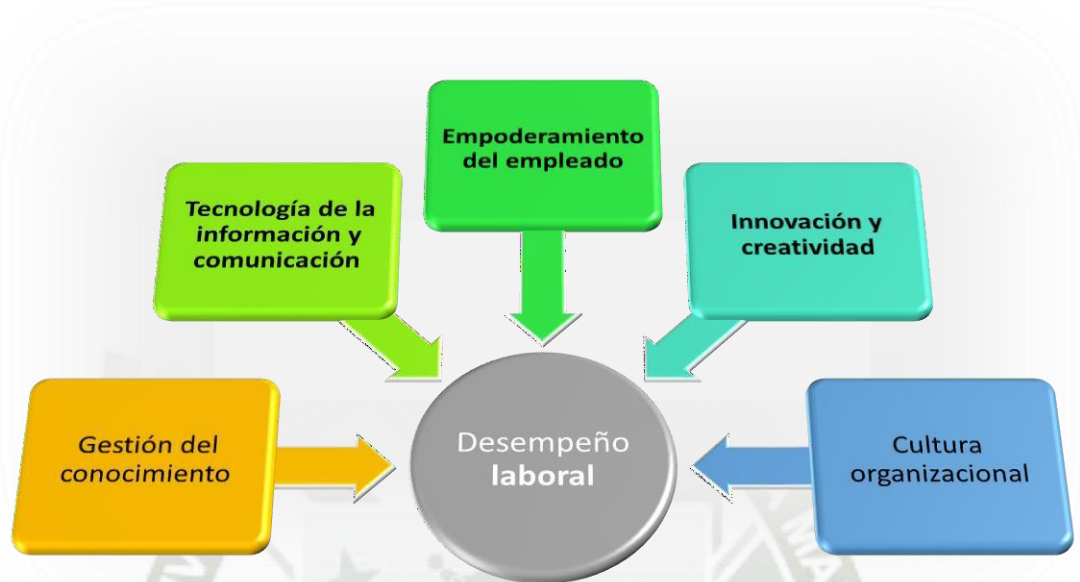 Empoderamiento
del empleado
Tecnología de la
información y
comunicación
Innovación y
creatividad
Gestión del
conocimiento
Desempeño
laboral
Cultura
organizacional